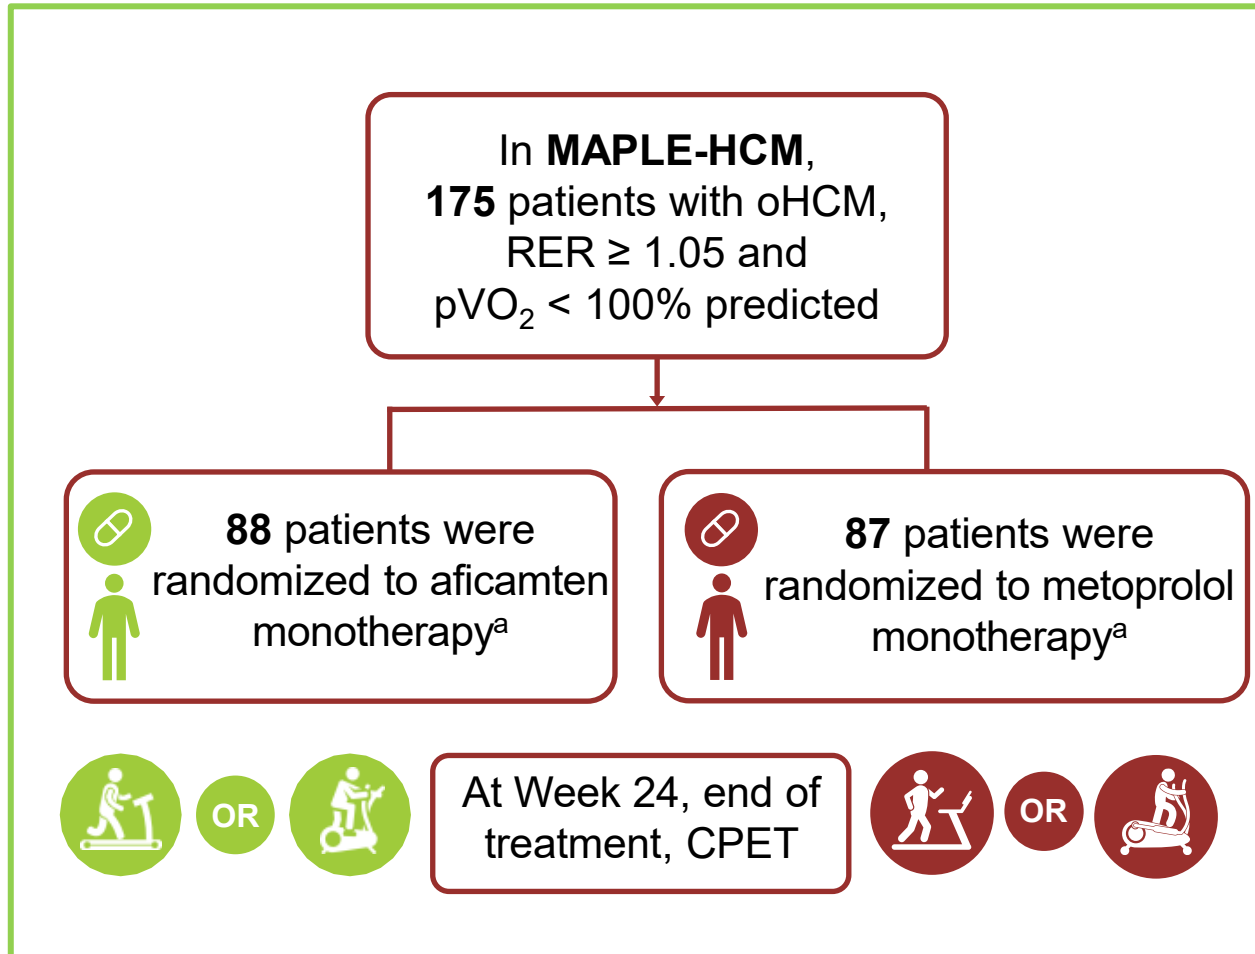 In MAPLE-HCM,
175 patients with oHCM,
RER ≥ 1.05 and
pVO₂ < 100% predicted
88 patients were
randomized to aficamten
monotherapyᵃ
87 patients were
randomized to metoprolol
monotherapyᵃ
OR
At Week 24, end of
treatment, CPET
OR